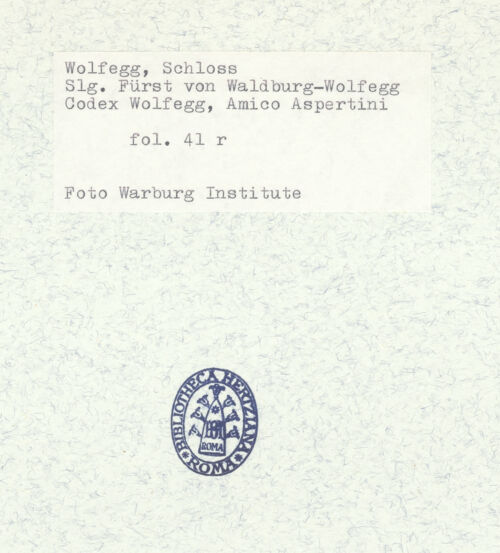 Wolfegg, Schloss
Slg. Fürst von Waldburg-Wolfegg
Codex Wolfegg, Amico Aspertini
fol. 41 r
Foto Warburg Institute
BIBLIOTHECA HERTZIANA
ROMA
ROMA